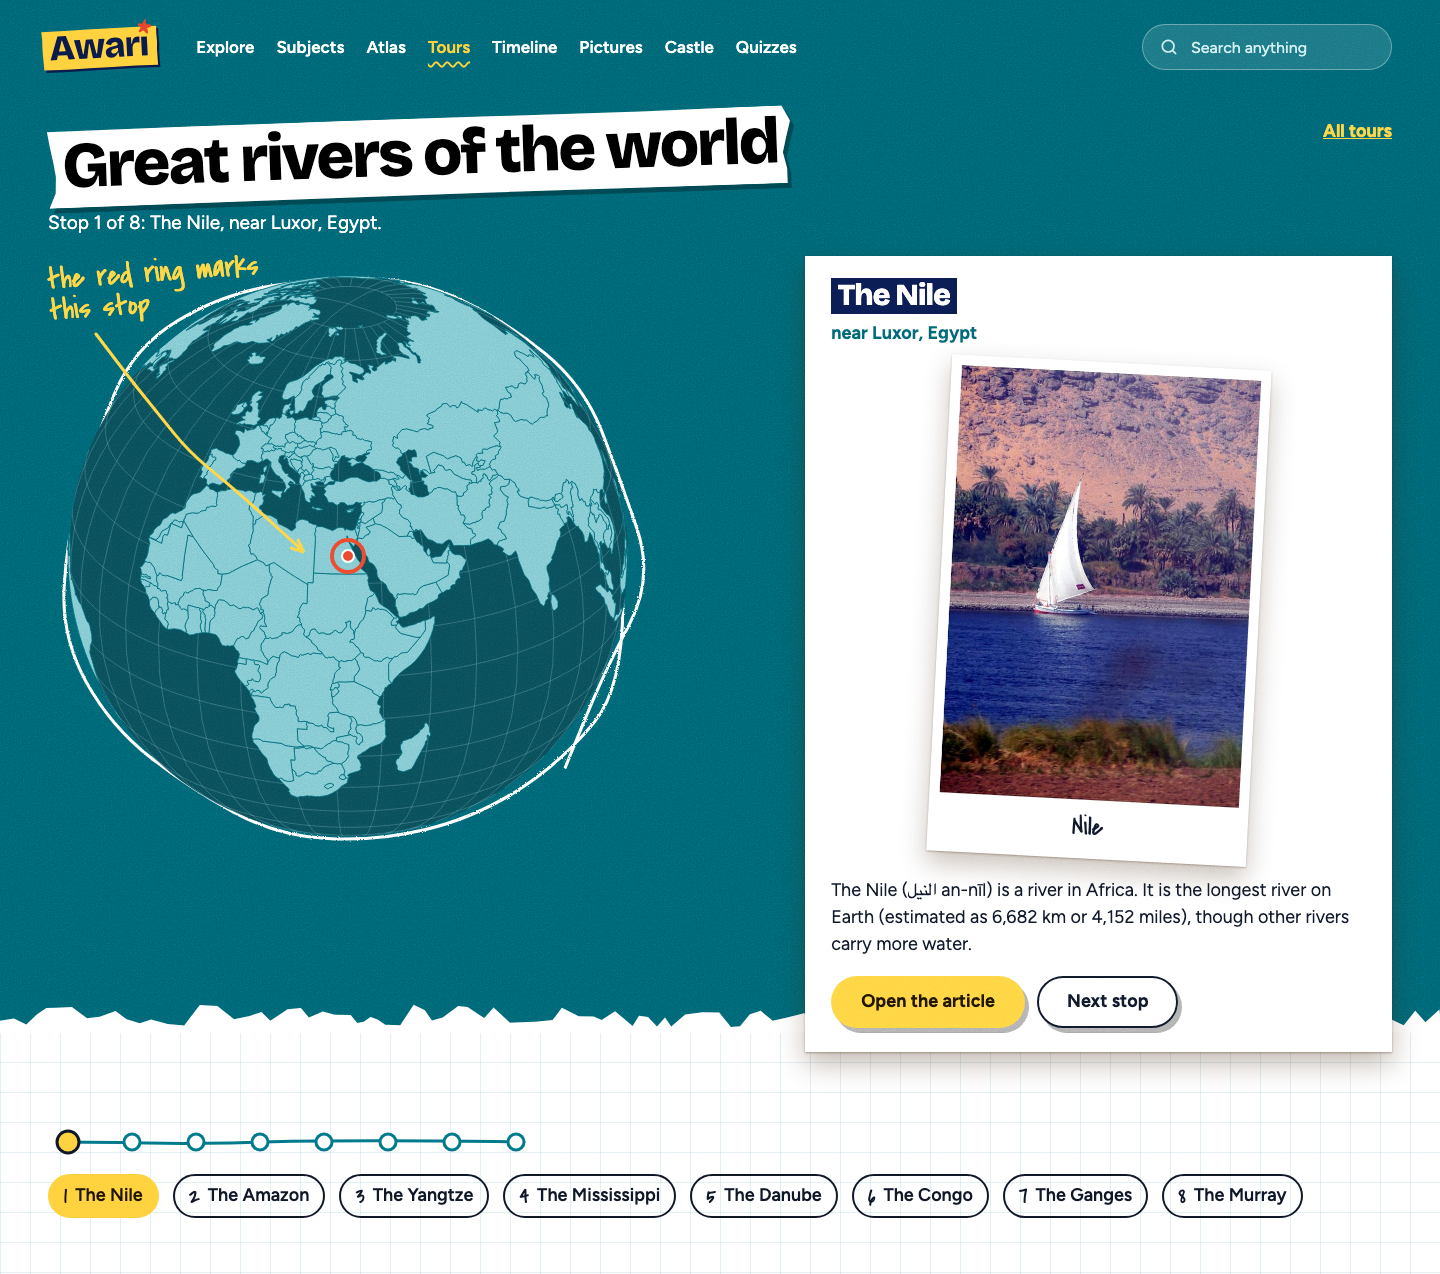 Awari
Explore Subjects Atlas Tours Timeline Pictures Castle Quizzes
Search anything
Great rivers of the world
All tours
Stop 1 of 8: The Nile, near Luxor, Egypt.
the red ring marks
this stop
The Nile
near Luxor, Egypt
Nile
The Nile (النيل an-nīl) is a river in Africa. It is the longest river on
Earth (estimated as 6,682 km or 4,152 miles), though other rivers
carry more water.
Open the article
Next stop
1 The Nile
2 The Amazon
3 The Yangtze
4 The Mississippi
5 The Danube
6 The Congo
7 The Ganges
8 The Murray